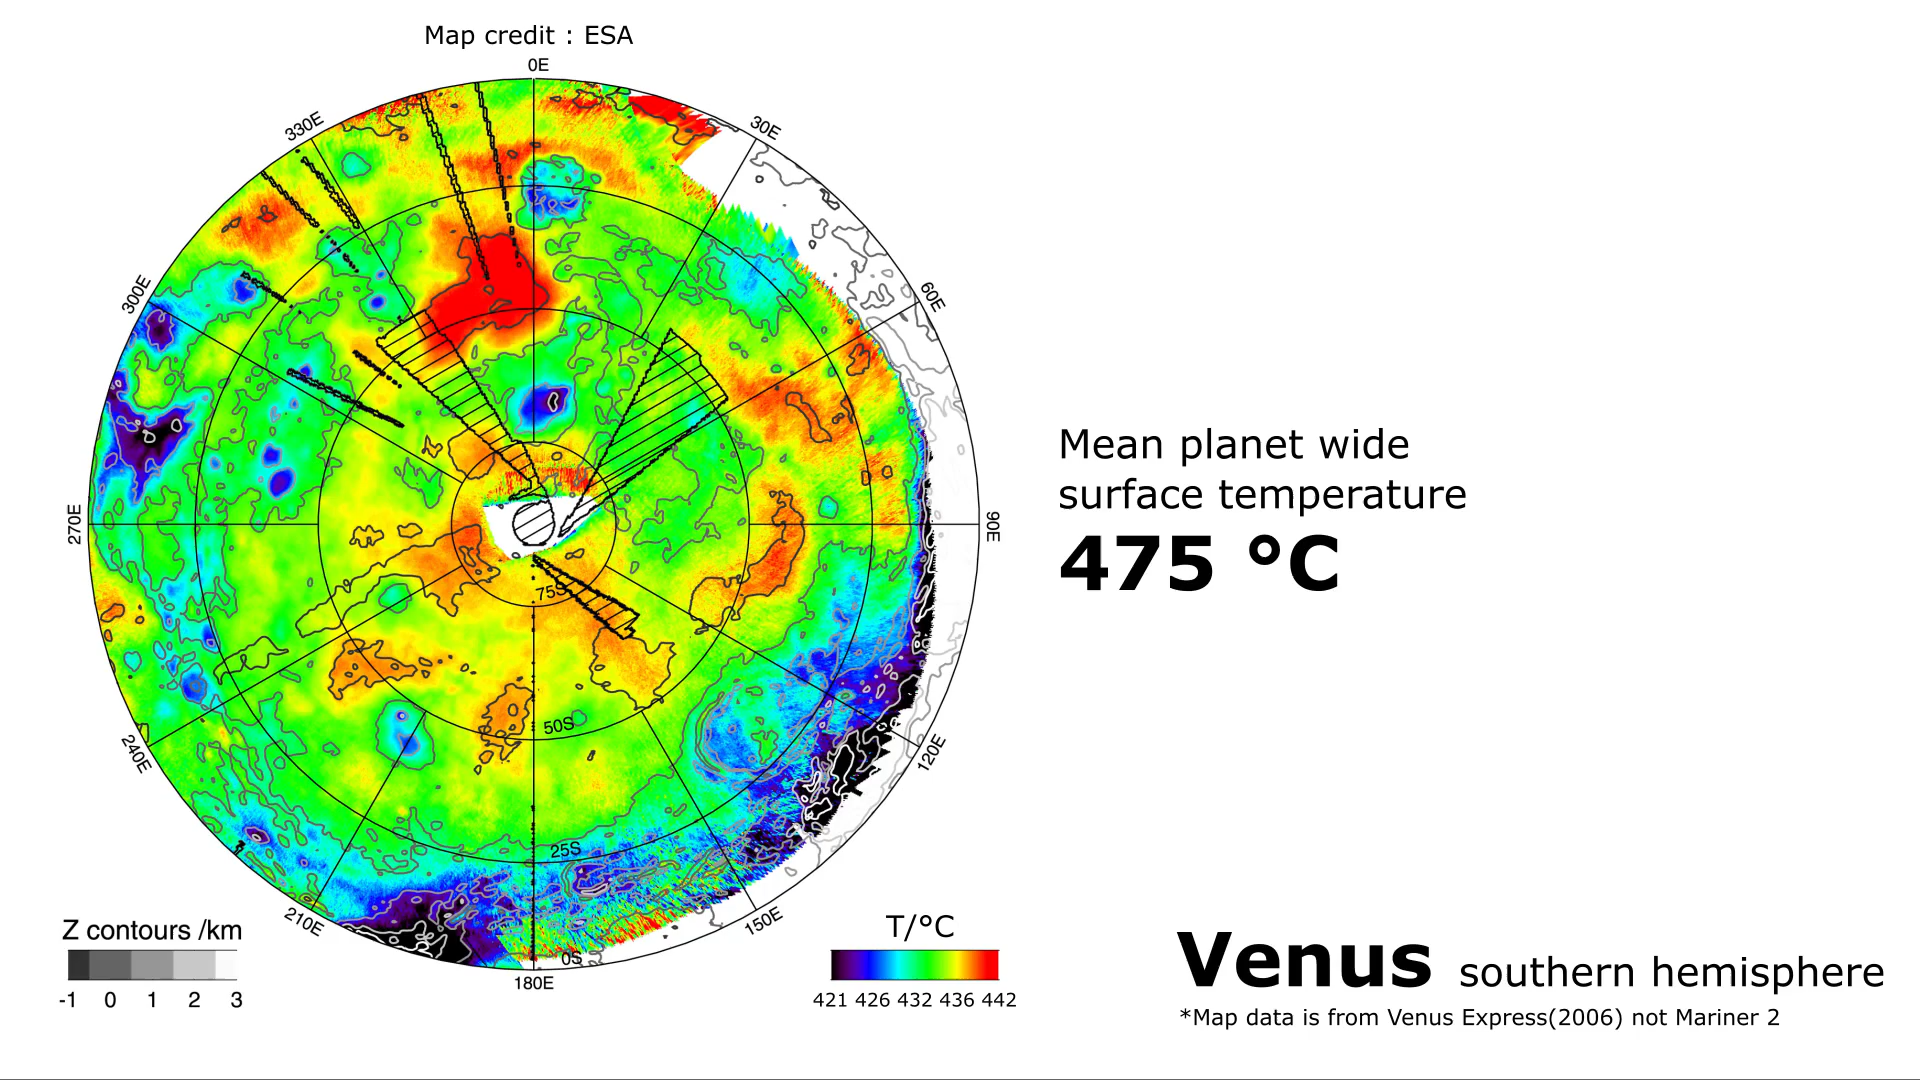 Map credit : ESA
0E
330E
30E
300E
60E
Mean planet wide
surface temperature
475 °C
270E
90E
75S
50S
240E
120E
25S
210E
150E
0S
180E
Z contours /km
-1 0 1 2 3
T/°C
421 426 432 436 442
Venus southern hemisphere
*Map data is from Venus Express(2006) not Mariner 2